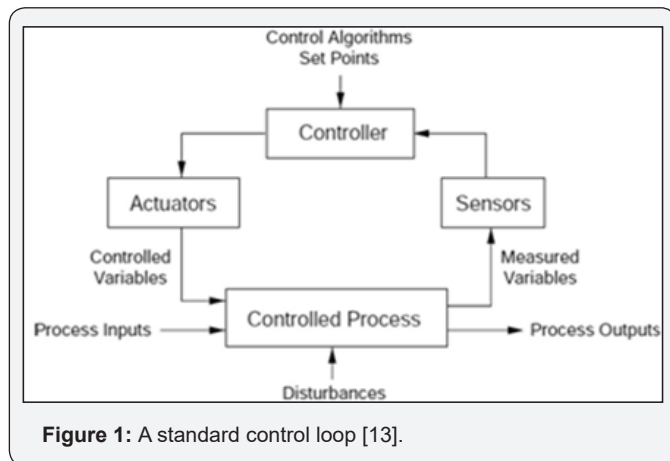 Control Algorithms
Set Points
Controller
Actuators
Sensors
Controlled
Variables
Measured
Variables
Controlled Process
Process Inputs
Process Outputs
Disturbances
Figure 1: A standard control loop [13].